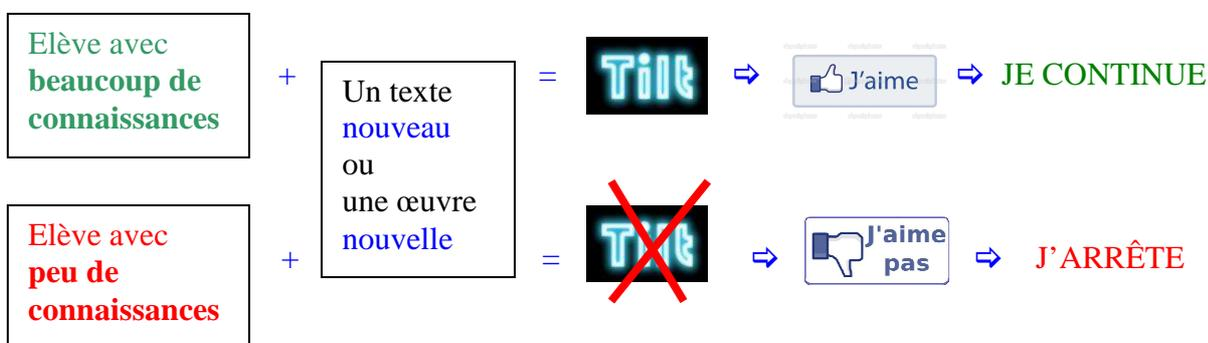 Elève avec
beaucoup de
connaissances
+
Un texte
nouveau
ou
une œuvre
nouvelle
=
Tilt
⇨
J'aime
⇨
JE CONTINUE
Elève avec
peu de
connaissances
+
=
Tilt
⇨
J'aime
pas
⇨
J’ARRÊTE